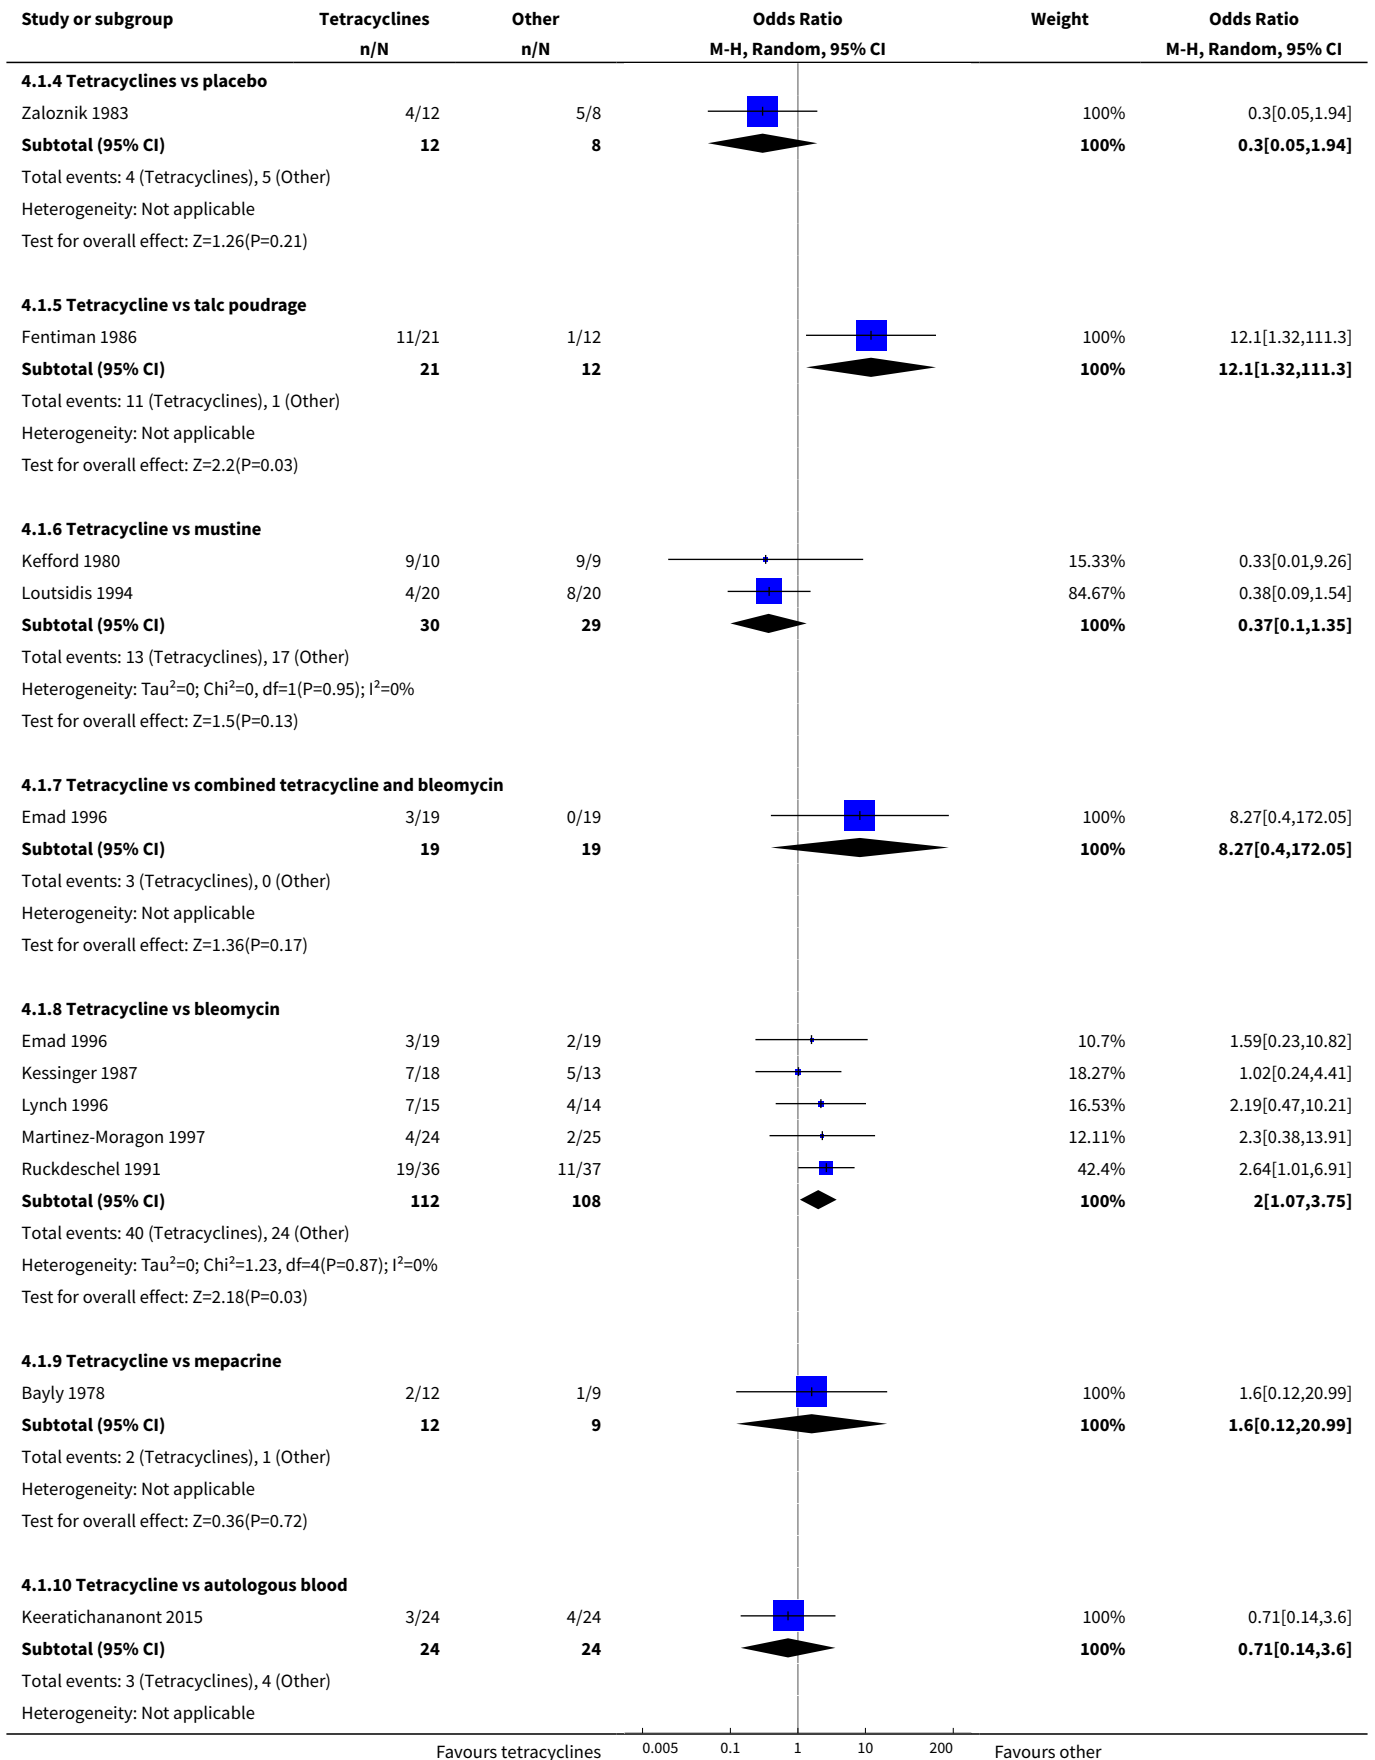 Study or subgroup Tetracyclines Other Odds Ratio Weight Odds Ratio
n/N n/N M-H, Random, 95% CI M-H, Random, 95% CI
4.1.4 Tetracyclines vs placebo
Zaloznik 1983 4/12 5/8 100% 0.3[0.05,1.94]
Subtotal (95% CI) 12 8 100% 0.3[0.05,1.94]
Total events: 4 (Tetracyclines), 5 (Other)
Heterogeneity: Not applicable
Test for overall effect: Z=1.26(P=0.21)
4.1.5 Tetracycline vs talc poudrage
Fentiman 1986 11/21 1/12 100% 12.1[1.32,111.3]
Subtotal (95% CI) 21 12 100% 12.1[1.32,111.3]
Total events: 11 (Tetracyclines), 1 (Other)
Heterogeneity: Not applicable
Test for overall effect: Z=2.2(P=0.03)
4.1.6 Tetracycline vs mustine
Kefford 1980 9/10 9/9 15.33% 0.33[0.01,9.26]
Loutsidis 1994 4/20 8/20 84.67% 0.38[0.09,1.54]
Subtotal (95% CI) 30 29 100% 0.37[0.1,1.35]
Total events: 13 (Tetracyclines), 17 (Other)
Heterogeneity: Tau²=0; Chi²=0, df=1(P=0.95); I²=0%
Test for overall effect: Z=1.5(P=0.13)
4.1.7 Tetracycline vs combined tetracycline and bleomycin
Emad 1996 3/19 0/19 100% 8.27[0.4,172.05]
Subtotal (95% CI) 19 19 100% 8.27[0.4,172.05]
Total events: 3 (Tetracyclines), 0 (Other)
Heterogeneity: Not applicable
Test for overall effect: Z=1.36(P=0.17)
4.1.8 Tetracycline vs bleomycin
Emad 1996 3/19 2/19 10.7% 1.59[0.23,10.82]
Kessinger 1987 7/18 5/13 18.27% 1.02[0.24,4.41]
Lynch 1996 7/15 4/14 16.53% 2.19[0.47,10.21]
Martinez-Moragon 1997 4/24 2/25 12.11% 2.3[0.38,13.91]
Ruckdeschel 1991 19/36 11/37 42.4% 2.64[1.01,6.91]
Subtotal (95% CI) 112 108 100% 2[1.07,3.75]
Total events: 40 (Tetracyclines), 24 (Other)
Heterogeneity: Tau²=0; Chi²=1.23, df=4(P=0.87); I²=0%
Test for overall effect: Z=2.18(P=0.03)
4.1.9 Tetracycline vs mepacrine
Bayly 1978 2/12 1/9 100% 1.6[0.12,20.99]
Subtotal (95% CI) 12 9 100% 1.6[0.12,20.99]
Total events: 2 (Tetracyclines), 1 (Other)
Heterogeneity: Not applicable
Test for overall effect: Z=0.36(P=0.72)
4.1.10 Tetracycline vs autologous blood
Keeratichananont 2015 3/24 4/24 100% 0.71[0.14,3.6]
Subtotal (95% CI) 24 24 100% 0.71[0.14,3.6]
Total events: 3 (Tetracyclines), 4 (Other)
Heterogeneity: Not applicable
Favours tetracyclines 0.005 0.1 1 10 200 Favours other